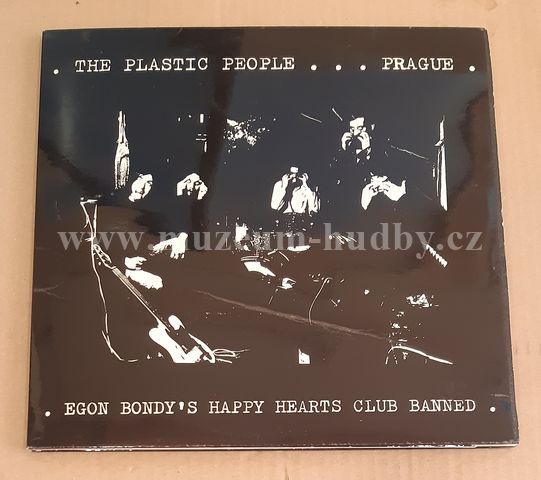 . THE PLASTIC PEOPLE . . . PRAGUE .
www.muzeum-hudby.cz
. EGON BONDY'S HAPPY HEARTS CLUB BANNED .